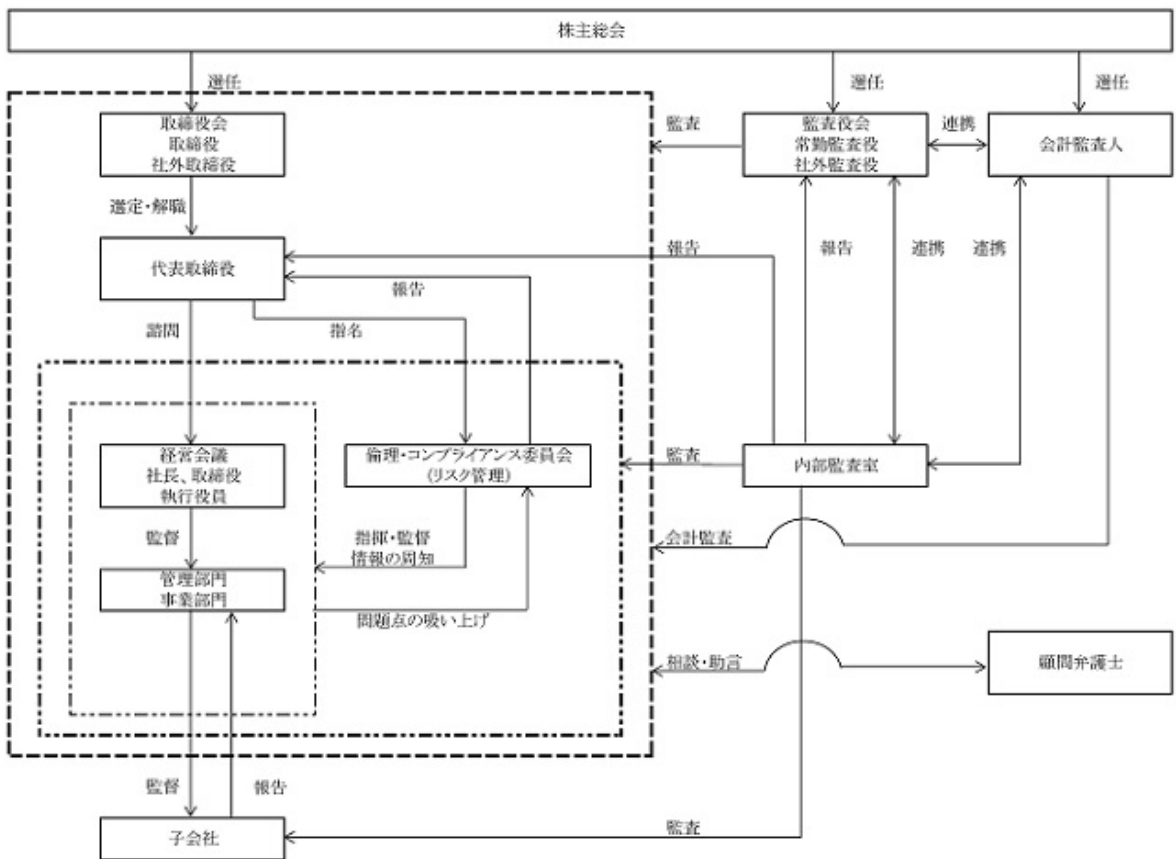 株主総会
選任
選任
選任
取締役会
取締役
社外取締役
監査
監査役会
常勤監査役
社外監査役
連携
会計監査人
選定・解職
代表取締役
報告
報告
連携
連携
報告
諮問
指名
経営会議
社長、取締役
執行役員
倫理・コンプライアンス委員会
(リスク管理)
監査
内部監査室
監督
指揮・監督
情報の周知
会計監査
管理部門
事業部門
問題点の吸い上げ
相談・助言
顧問弁護士
監督
報告
子会社
監査